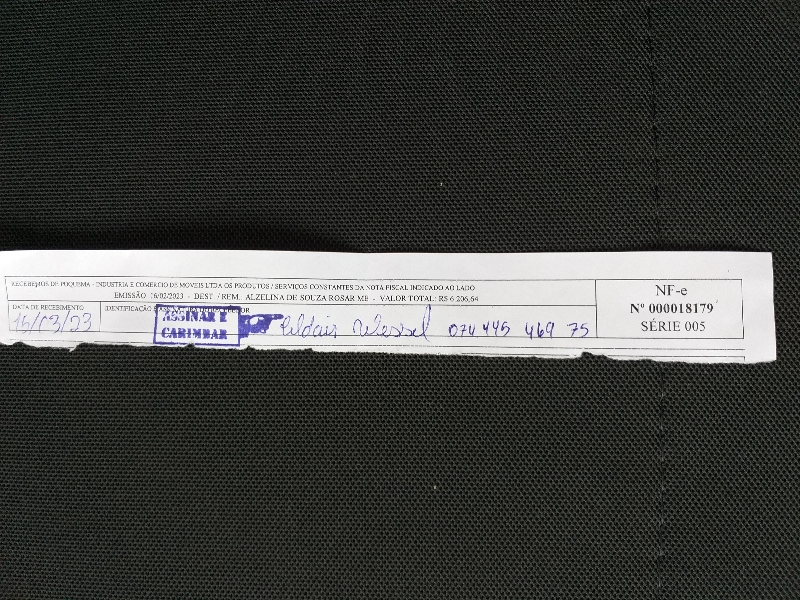 RECEBEMOS DE POQUEMA - INDUSTRIA E COMERCIO DE MOVEIS LTDA OS PRODUTOS / SERVIÇOS CONSTANTES DA NOTA FISCAL INDICADO AO LADO
EMISSÃO 16/02/2023 - DEST. / REM. ALZELINA DE SOUZA ROSAR ME - VALOR TOTAL: R$ 6.206,64
NF-e
Nº 000018179
SÉRIE 005
DATA DE RECEBIMENTO
15/03/23
IDENTIFICAÇÃO
ASSINAR E
CARIMBAR
074 445 469 75